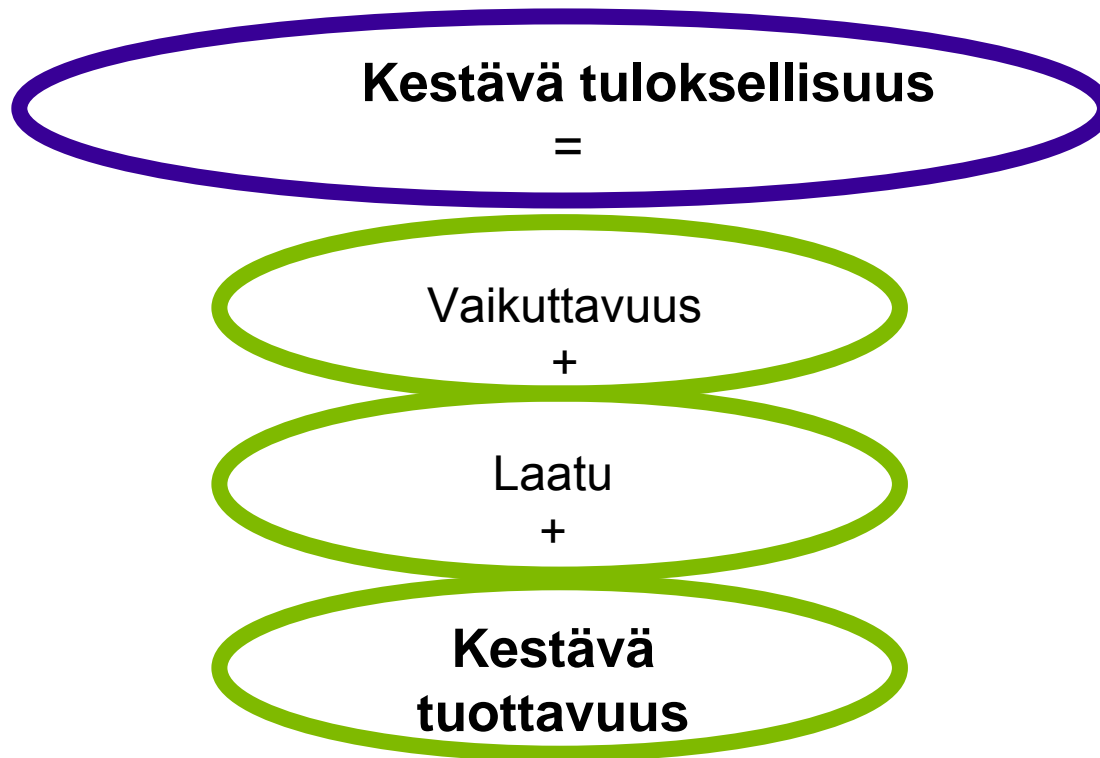 Kestävä tuloksellisuus
=
Vaikuttavuus
+
Laatu
+
Kestävä
tuottavuus